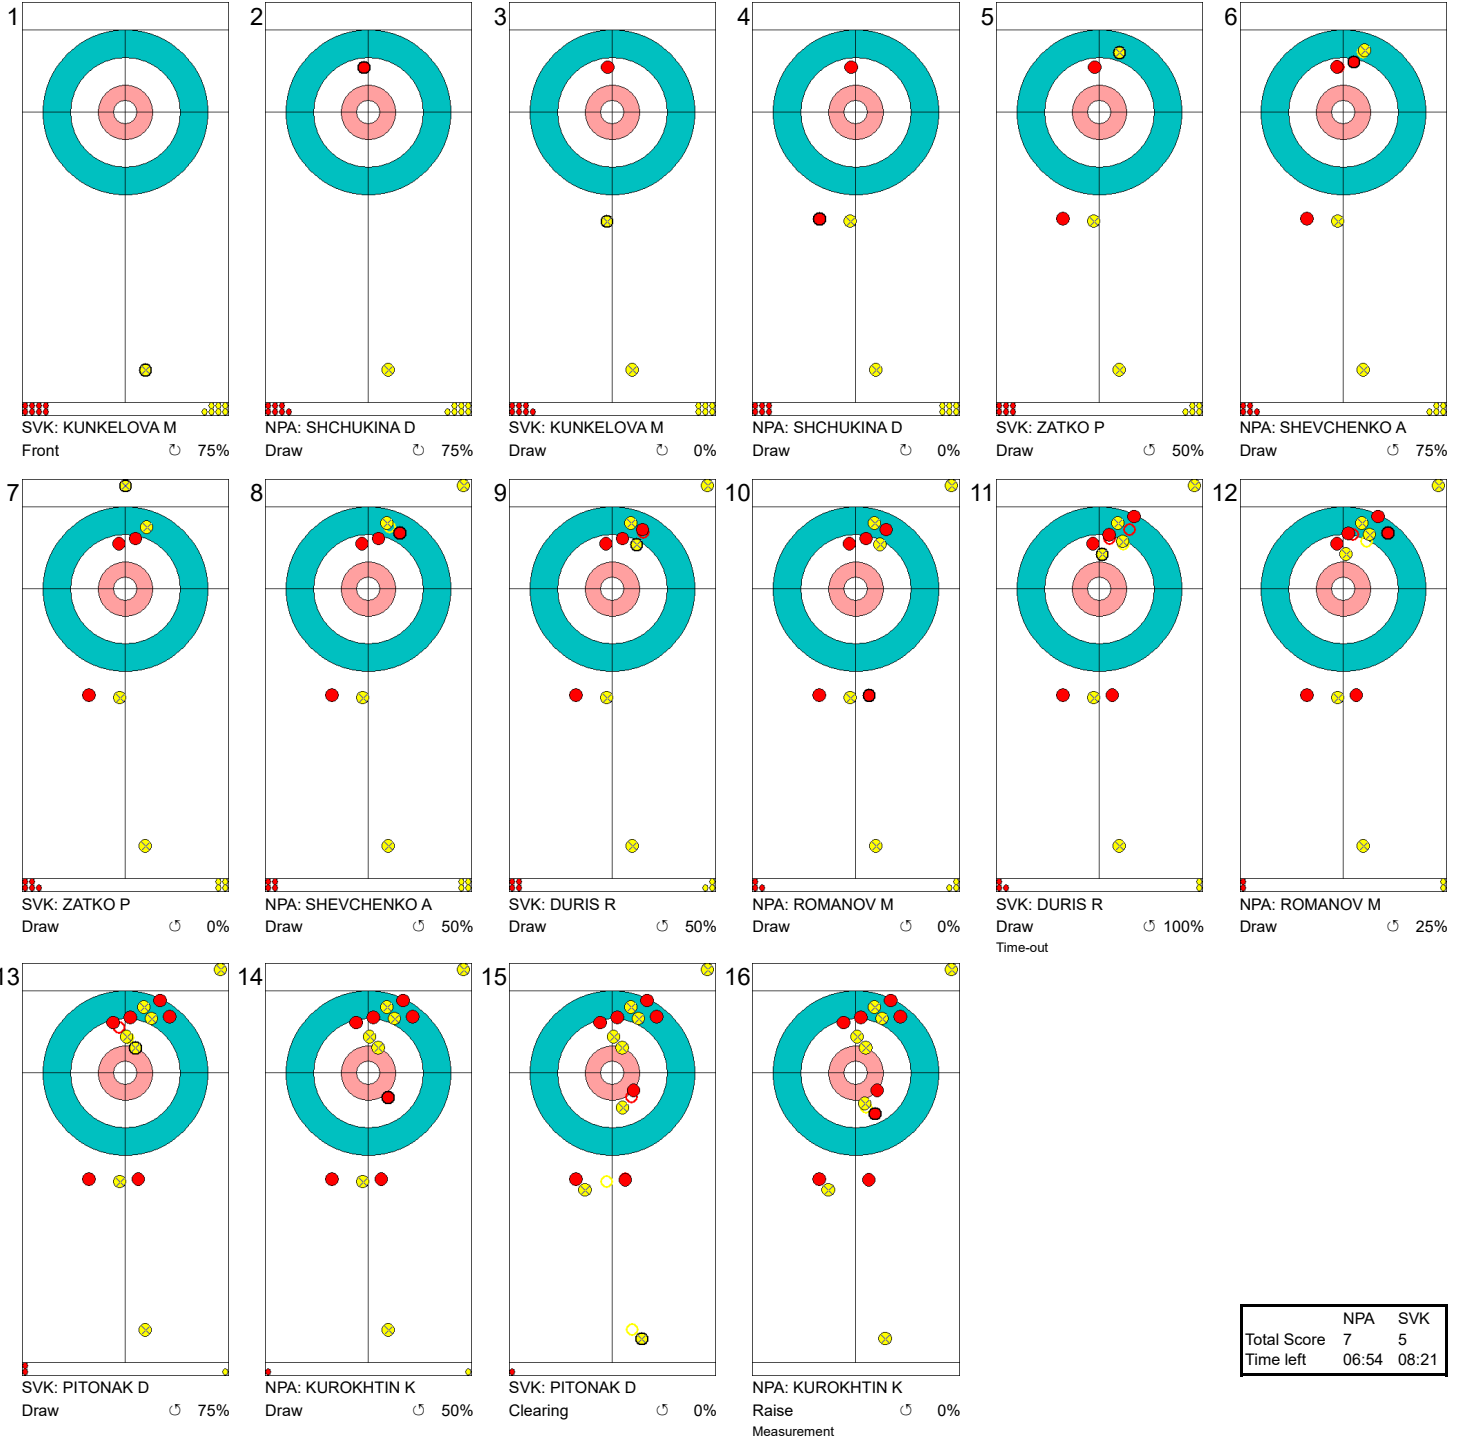 1 2 3 4 5 6
SVK: KUNKELOVA M NPA: SHCHUKINA D SVK: KUNKELOVA M NPA: SHCHUKINA D SVK: ZATKO P NPA: SHEVCHENKO A
Front ↻ 75% Draw ↻ 75% Draw ↻ 0% Draw ↻ 0% Draw ↻ 50% Draw ↺ 75%
7 8 9 10 11 12
SVK: ZATKO P NPA: SHEVCHENKO A SVK: DURIS R NPA: ROMANOV M SVK: DURIS R NPA: ROMANOV M
Draw ↺ 0% Draw ↺ 50% Draw ↺ 50% Draw ↺ 0% Draw ↺ 100% Draw ↺ 25%
Time-out
13 14 15 16
NPA SVK
Total Score 7 5
Time left 06:54 08:21
SVK: PITONAK D NPA: KUROKHTIN K SVK: PITONAK D NPA: KUROKHTIN K
Draw ↺ 75% Draw ↺ 50% Clearing ↺ 0% Raise ↺ 0%
Measurement